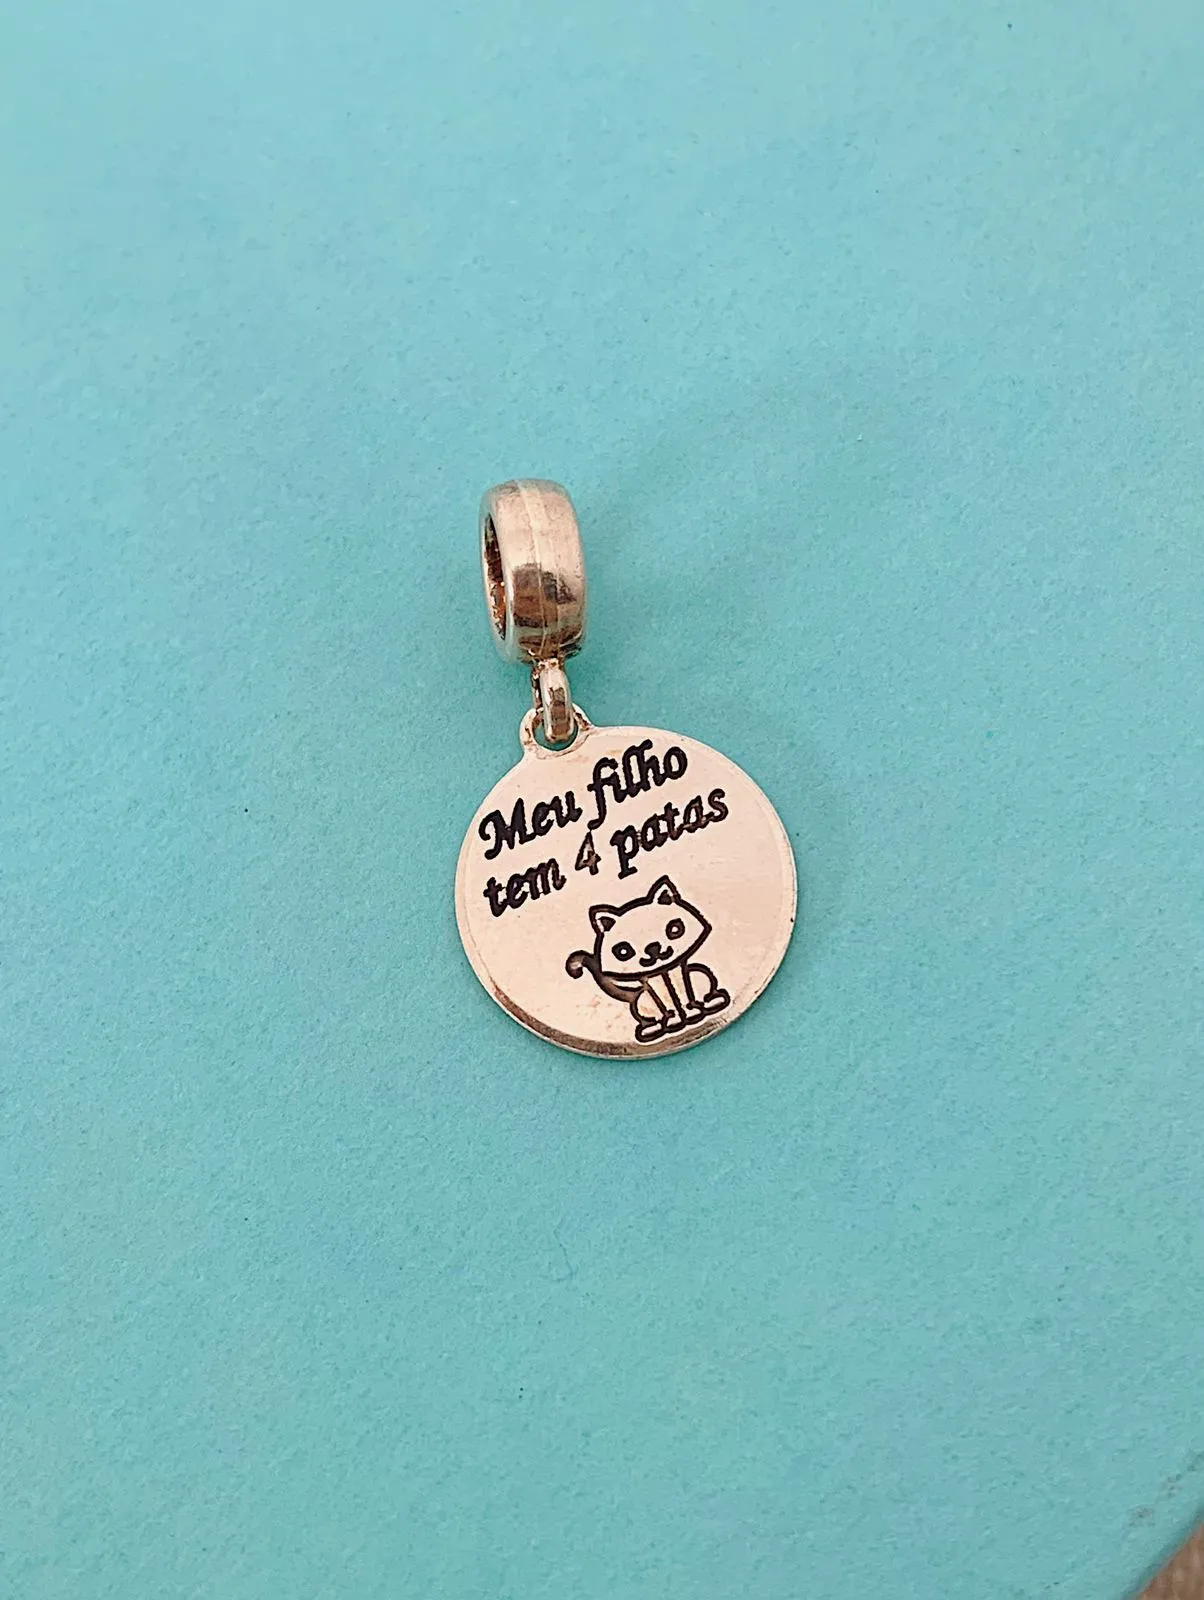 Meu filho
tem 4 patas